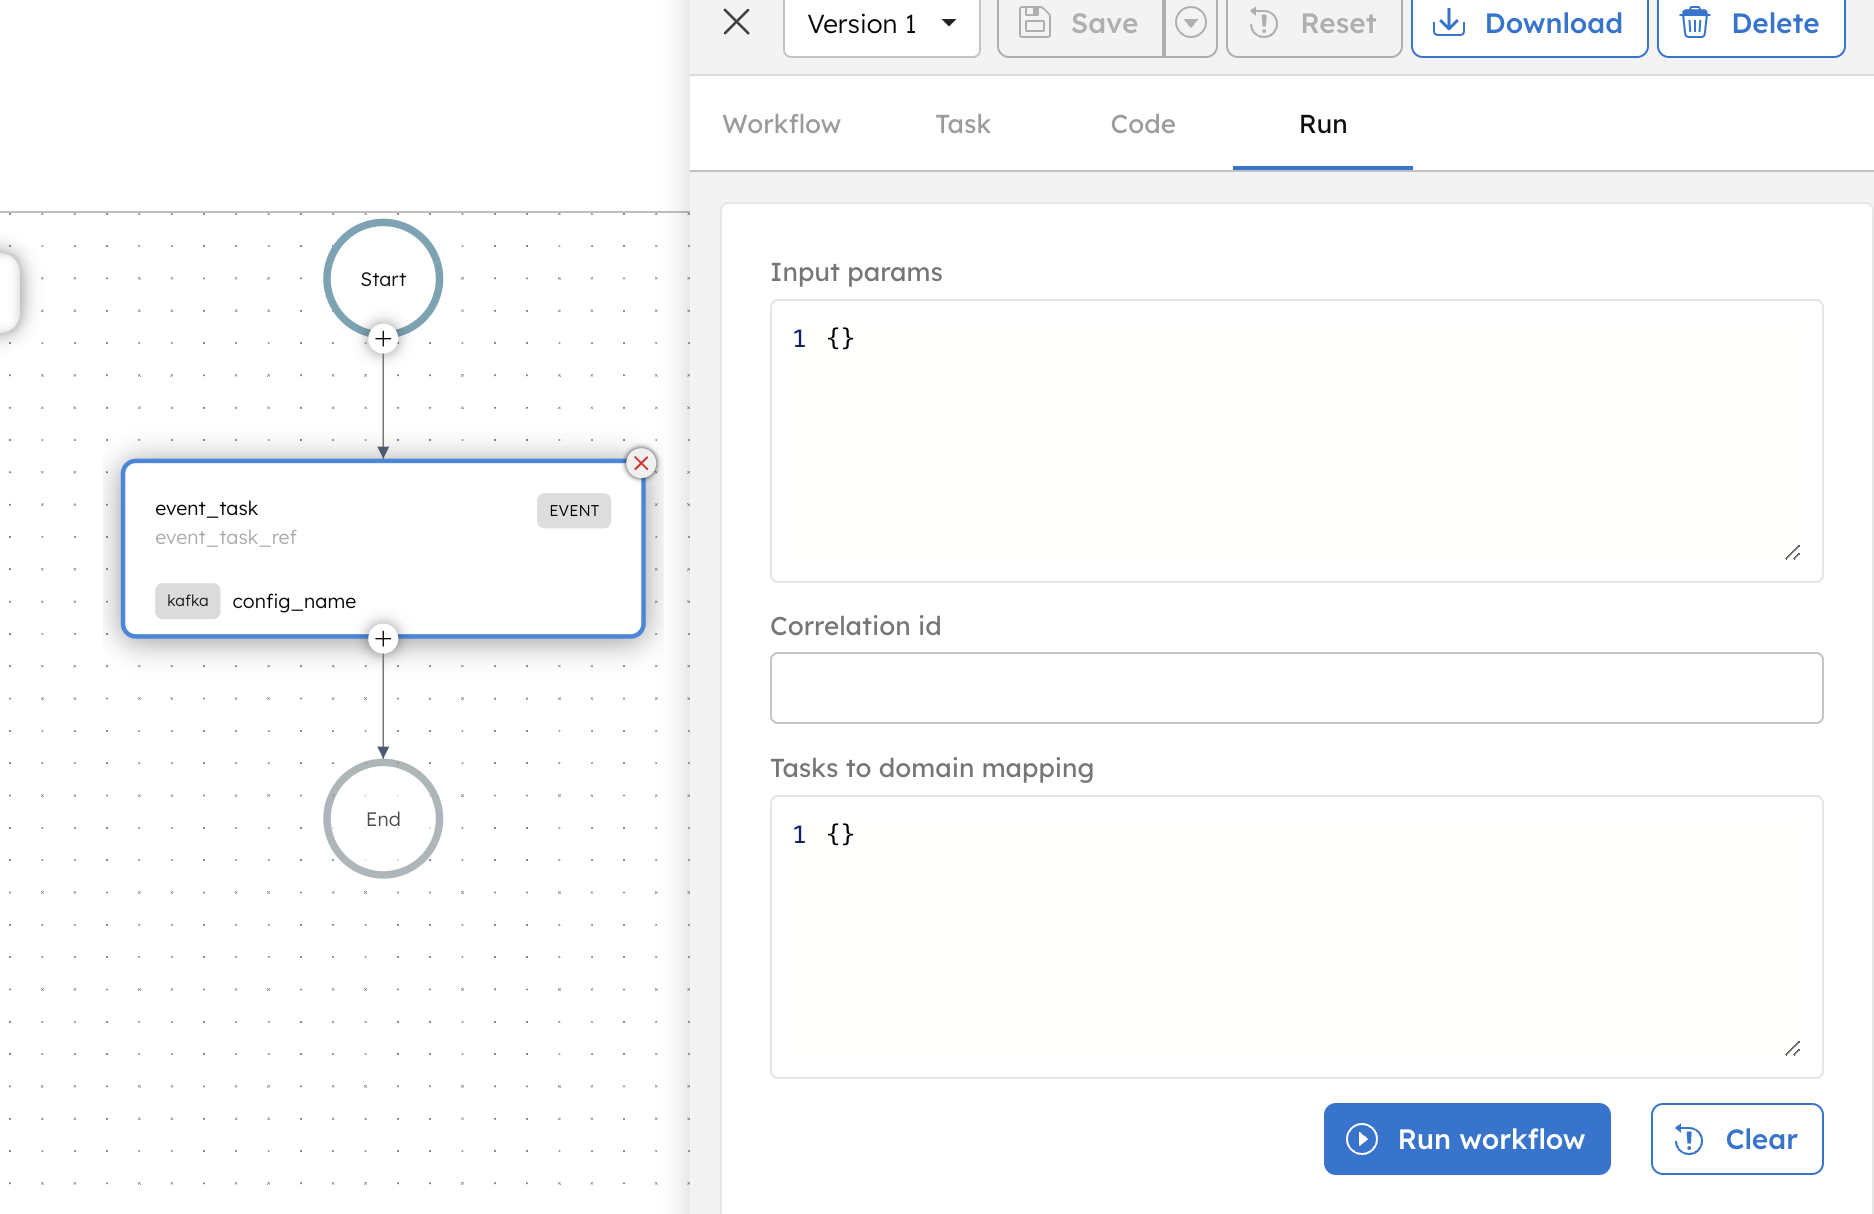 Version 1
Save
Reset
Download
Delete
Workflow
Task
Code
Run
Start
event_task
event_task_ref
EVENT
kafka
config_name
End
Input params
1 {}
Correlation id
Tasks to domain mapping
1 {}
Run workflow
Clear